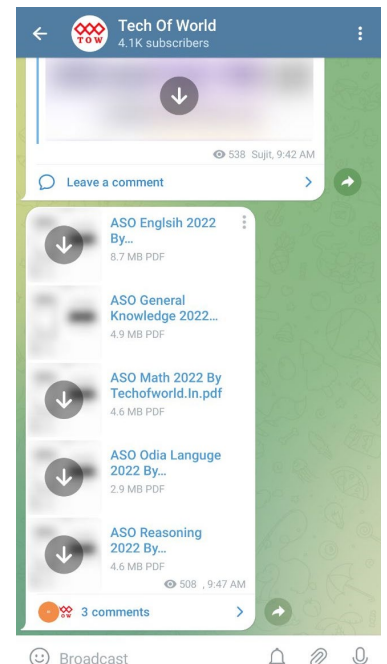 Tech Of World
4.1K subscribers
TOW
538 Sujit, 9:42 AM
Leave a comment
ASO Englsih 2022
By...
8.7 MB PDF
ASO General
Knowledge 2022...
4.9 MB PDF
ASO Math 2022 By
Techofworld.In.pdf
4.6 MB PDF
ASO Odia Languge
2022 By...
2.9 MB PDF
ASO Reasoning
2022 By...
4.6 MB PDF
508 , 9:47 AM
3 comments
Broadcast